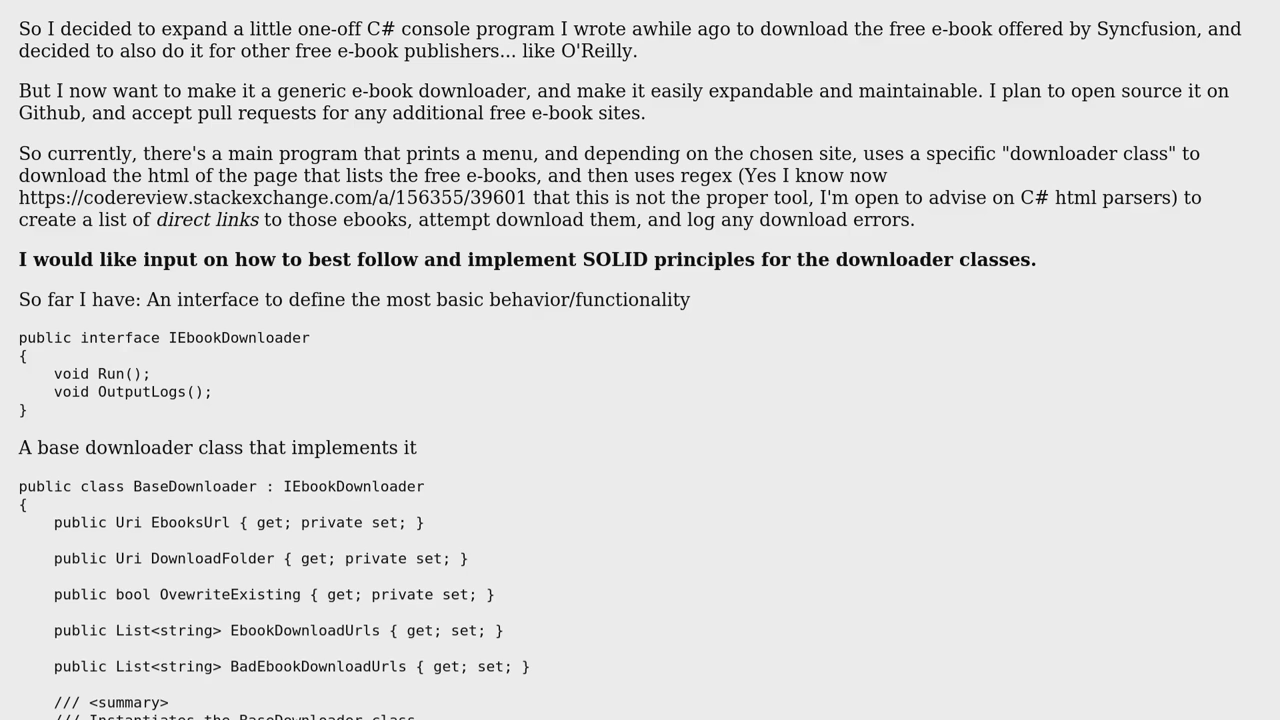 So I decided to expand a little one-off C# console program I wrote awhile ago to download the free e-book offered by Syncfusion, and
decided to also do it for other free e-book publishers... like O'Reilly.
But I now want to make it a generic e-book downloader, and make it easily expandable and maintainable. I plan to open source it on
Github, and accept pull requests for any additional free e-book sites.
So currently, there's a main program that prints a menu, and depending on the chosen site, uses a specific "downloader class" to
download the html of the page that lists the free e-books, and then uses regex (Yes I know now
https://codereview.stackexchange.com/a/156355/39601 that this is not the proper tool, I'm open to advise on C# html parsers) to
create a list of direct links to those ebooks, attempt download them, and log any download errors.
I would like input on how to best follow and implement SOLID principles for the downloader classes.
So far I have: An interface to define the most basic behavior/functionality
public interface IEbookDownloader
{
    void Run();
    void OutputLogs();
}
A base downloader class that implements it
public class BaseDownloader : IEbookDownloader
{
    public Uri EbooksUrl { get; private set; }
    public Uri DownloadFolder { get; private set; }
    public bool OvewriteExisting { get; private set; }
    public List<string> EbookDownloadUrls { get; set; }
    public List<string> BadEbookDownloadUrls { get; set; }
    /// <summary>
    /// Instantiates the BaseDownloader class